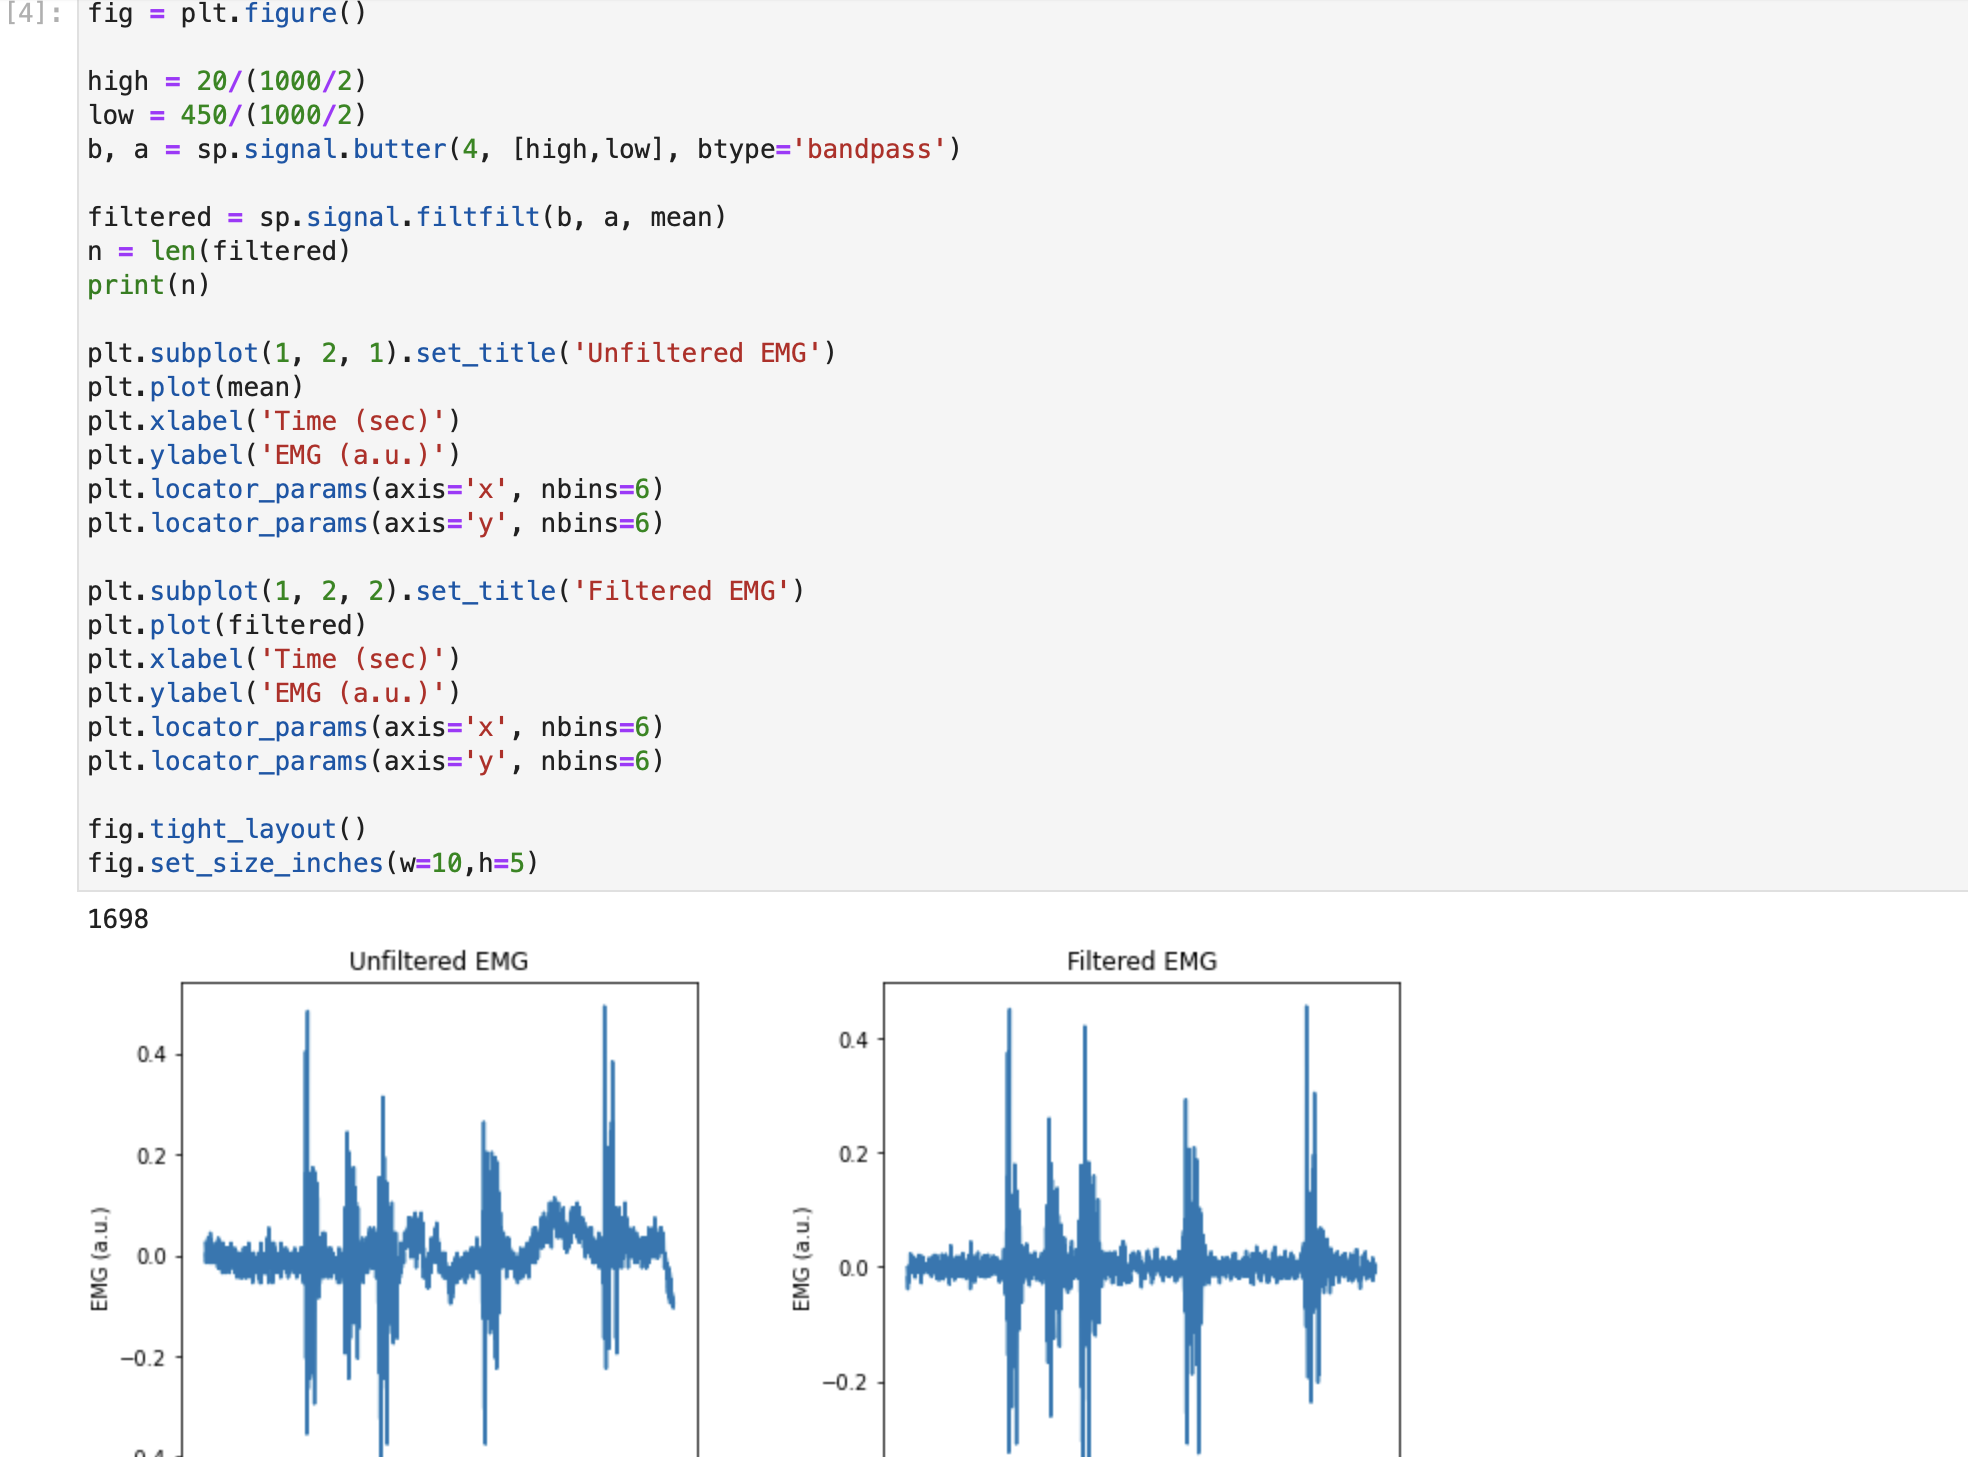 [4]:
fig = plt.figure()
high = 20/(1000/2)
low = 450/(1000/2)
b, a = sp.signal.butter(4, [high,low], btype='bandpass')
filtered = sp.signal.filtfilt(b, a, mean)
n = len(filtered)
print(n)
plt.subplot(1, 2, 1).set_title('Unfiltered EMG')
plt.plot(mean)
plt.xlabel('Time (sec)')
plt.ylabel('EMG (a.u.)')
plt.locator_params(axis='x', nbins=6)
plt.locator_params(axis='y', nbins=6)
plt.subplot(1, 2, 2).set_title('Filtered EMG')
plt.plot(filtered)
plt.xlabel('Time (sec)')
plt.ylabel('EMG (a.u.)')
plt.locator_params(axis='x', nbins=6)
plt.locator_params(axis='y', nbins=6)
fig.tight_layout()
fig.set_size_inches(w=10,h=5)
1698
Unfiltered EMG
0.4
0.2
0.0
−0.2
EMG (a.u.)
Filtered EMG
0.4
0.2
0.0
−0.2
EMG (a.u.)